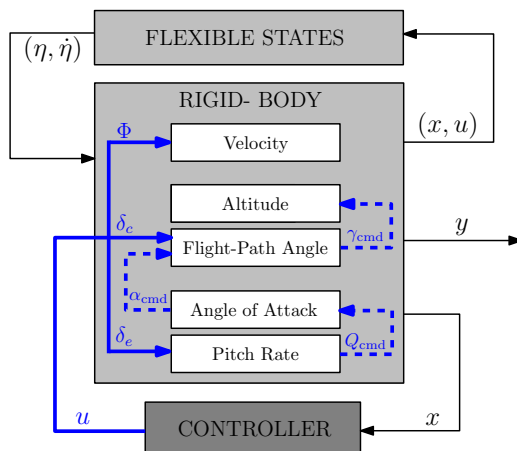 FLEXIBLE STATES
(η, η̇)
RIGID- BODY
(x, u)
Φ
Velocity
Altitude
δc
Flight-Path Angle
γcmd
y
αcmd
Angle of Attack
δe
Pitch Rate
Qcmd
u
CONTROLLER
x